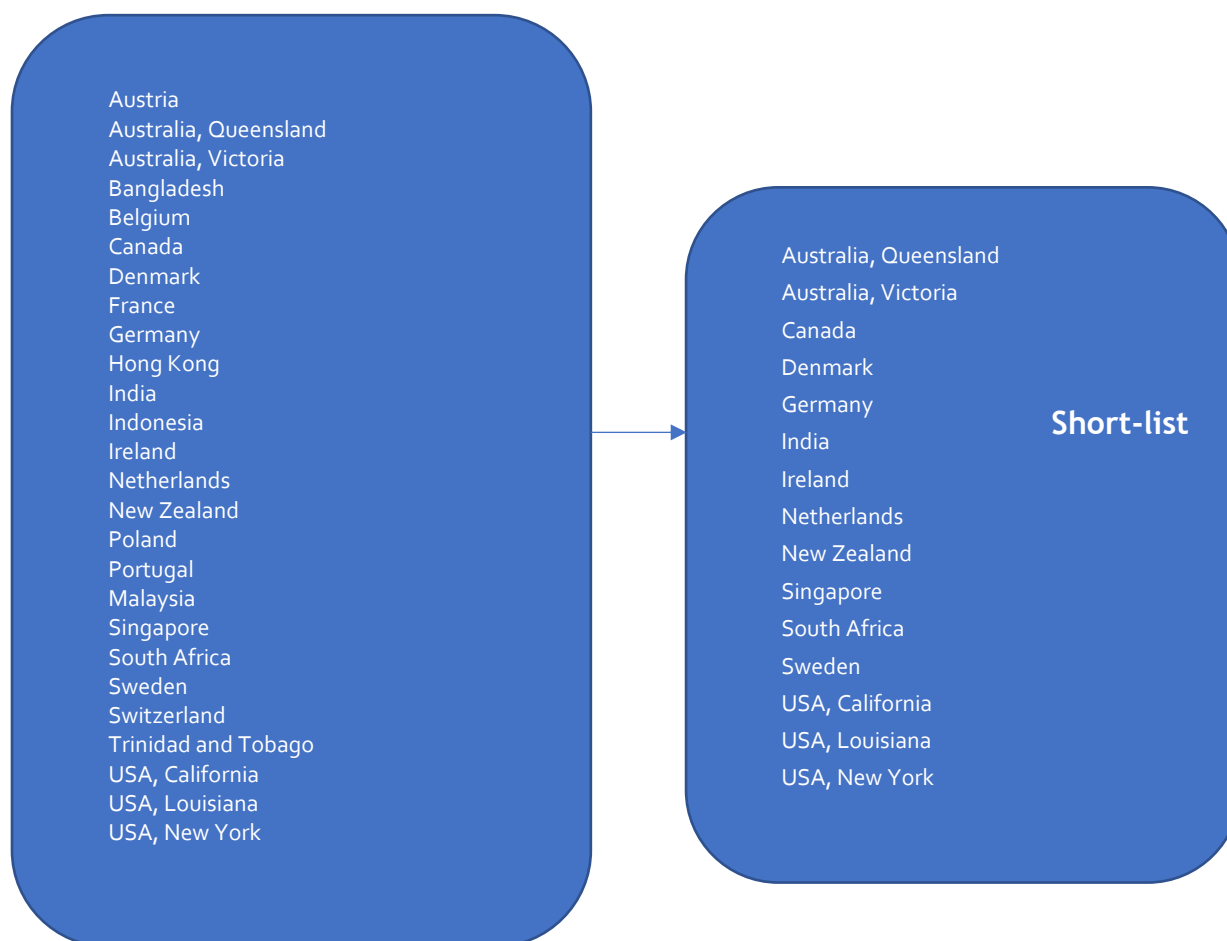 Austria
Australia, Queensland
Australia, Victoria
Bangladesh
Belgium
Canada
Denmark
France
Germany
Hong Kong
India
Indonesia
Ireland
Netherlands
New Zealand
Poland
Portugal
Malaysia
Singapore
South Africa
Sweden
Switzerland
Trinidad and Tobago
USA, California
USA, Louisiana
USA, New York
Australia, Queensland
Australia, Victoria
Canada
Denmark
Germany
India
Ireland
Netherlands
New Zealand
Singapore
South Africa
Sweden
USA, California
USA, Louisiana
USA, New York
Short-list